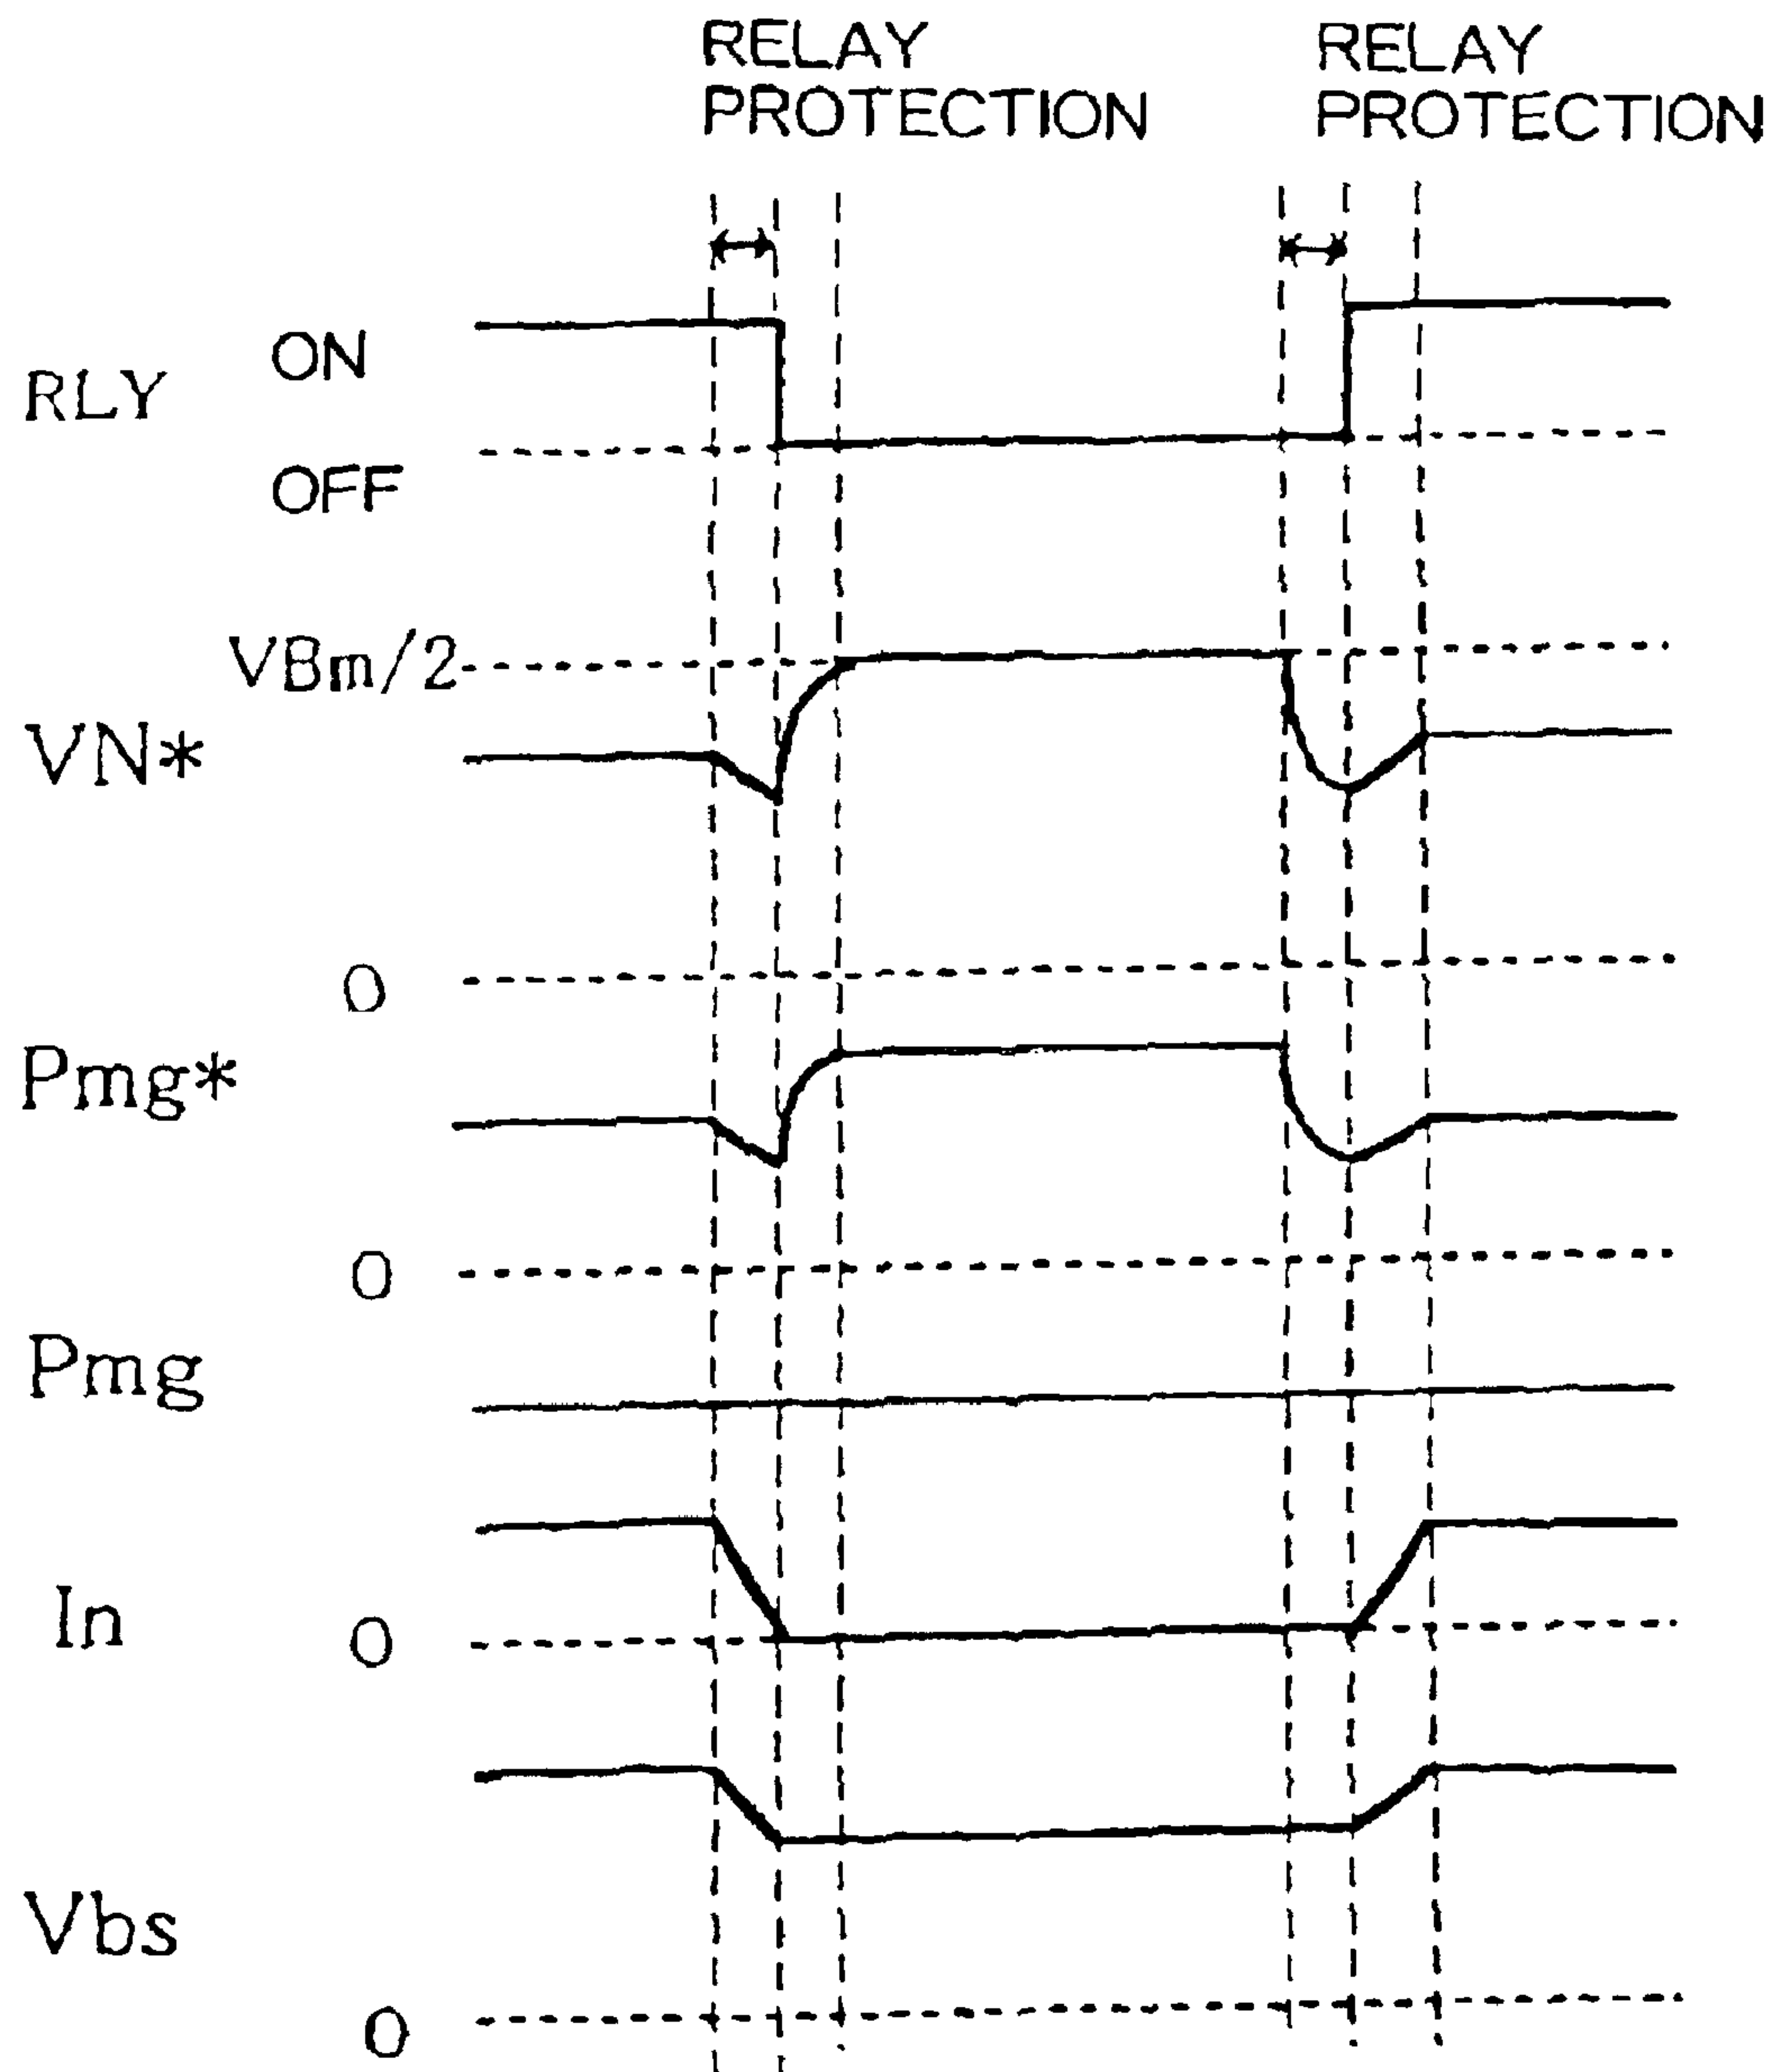 RELAY
PROTECTION
RELAY
PROTECTION
ON
RLY
OFF
VBm/2
VN*
0
Pmg*
0
Pmg
In
0
Vbs
0